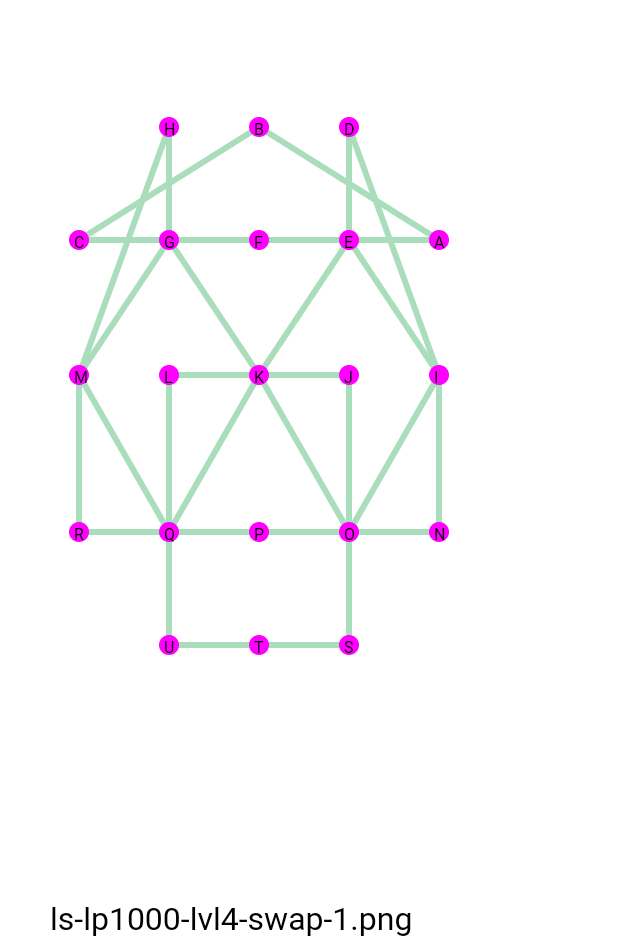 H B D
C G F E A
M L K J I
R Q P O N
U T S
ls-lp1000-lvl4-swap-1.png